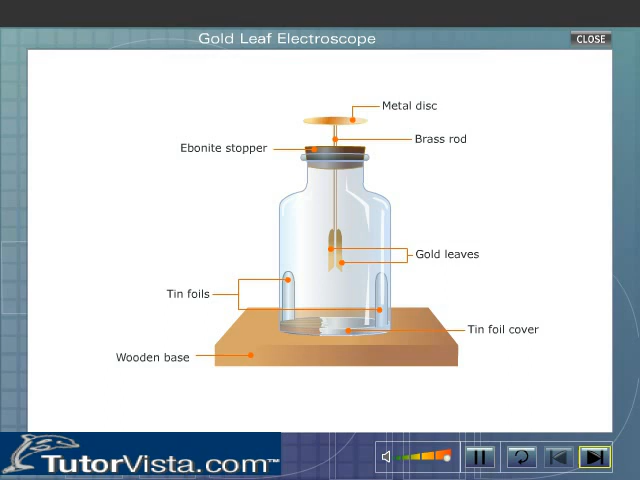 Gold Leaf Electroscope
CLOSE
Metal disc
Brass rod
Ebonite stopper
Gold leaves
Tin foils
Tin foil cover
Wooden base
TutorVista.com™